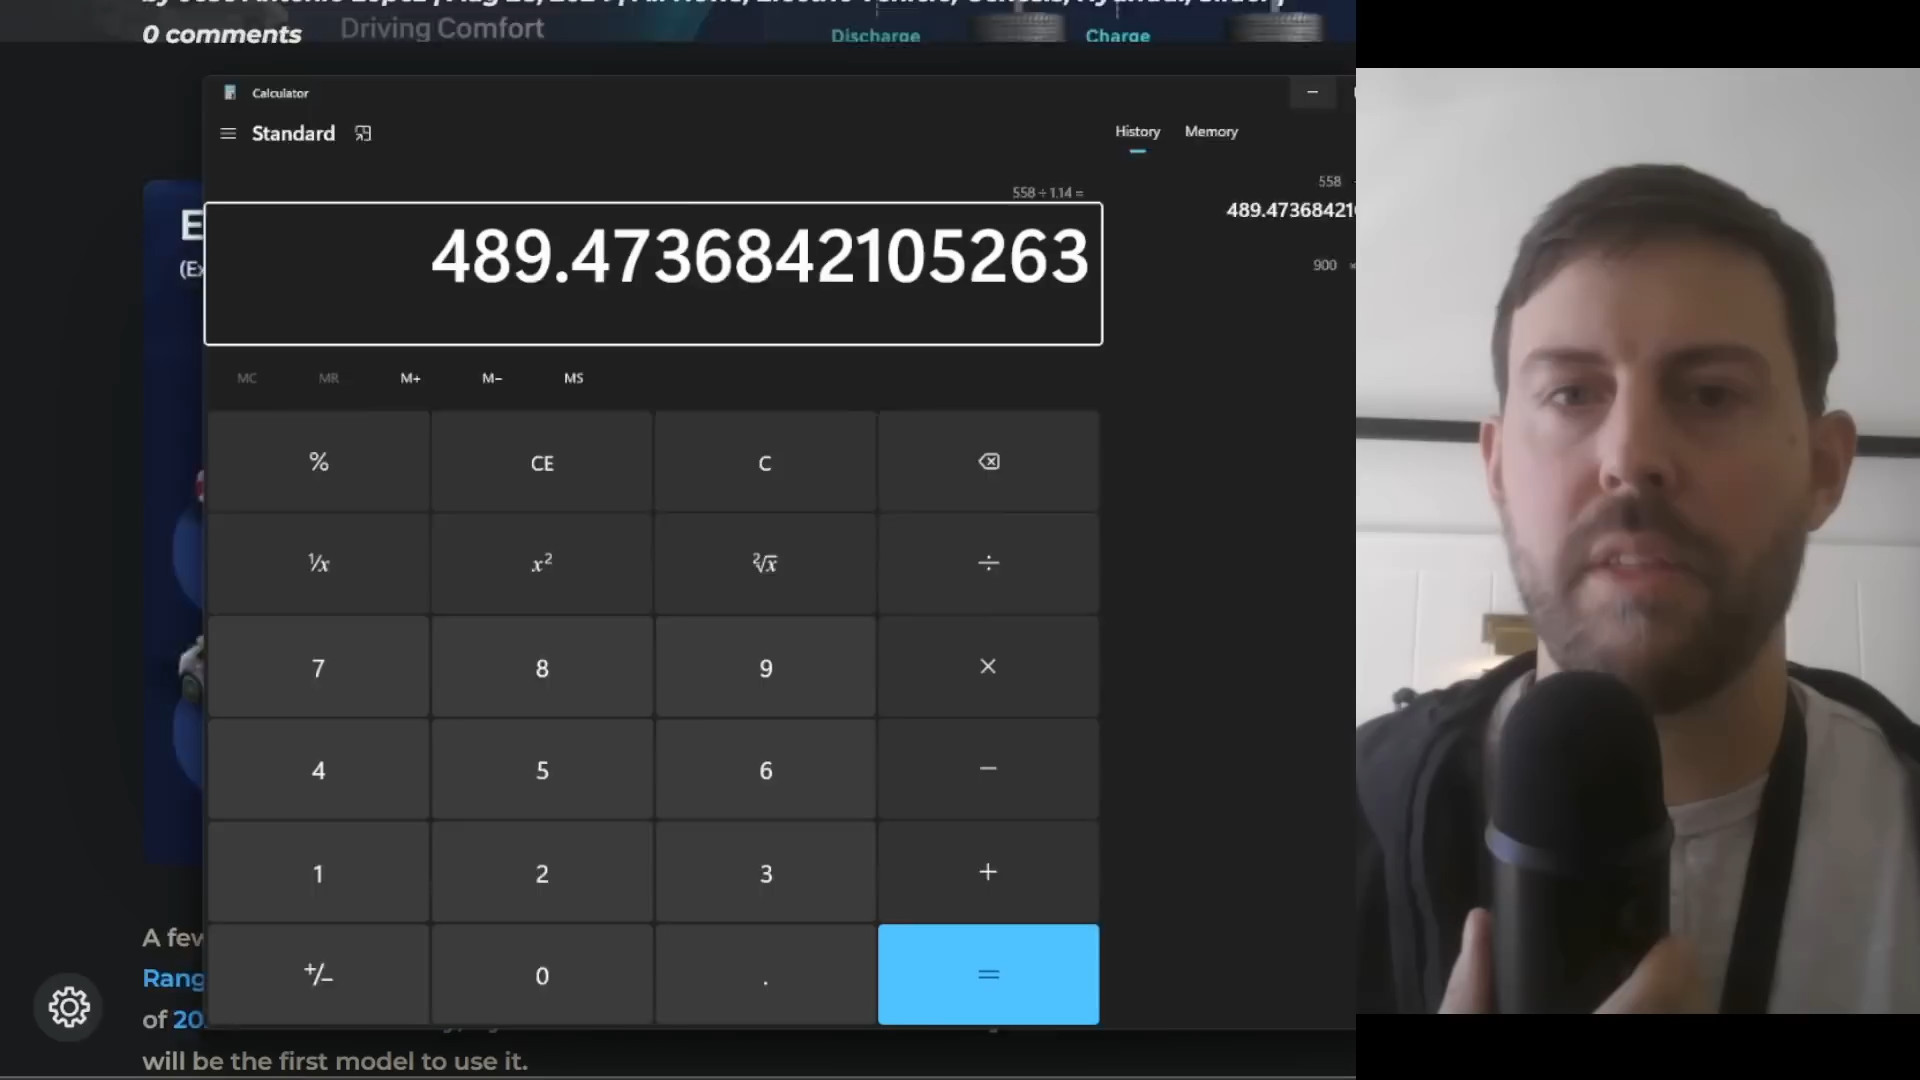 0 comments
Driving Comfort
Discharge
Charge
Calculator
Standard
History
Memory
558 ÷ 1.14 =
489.4736842105263
558
489.47368421
900 ×
E
(Ex
MC MR M+ M- MS
% CE C
⅟x x² ²√x ÷
7 8 9 ×
4 5 6 −
1 2 3 +
+/− 0 . =
A few
Rang
of 20
will be the first model to use it.